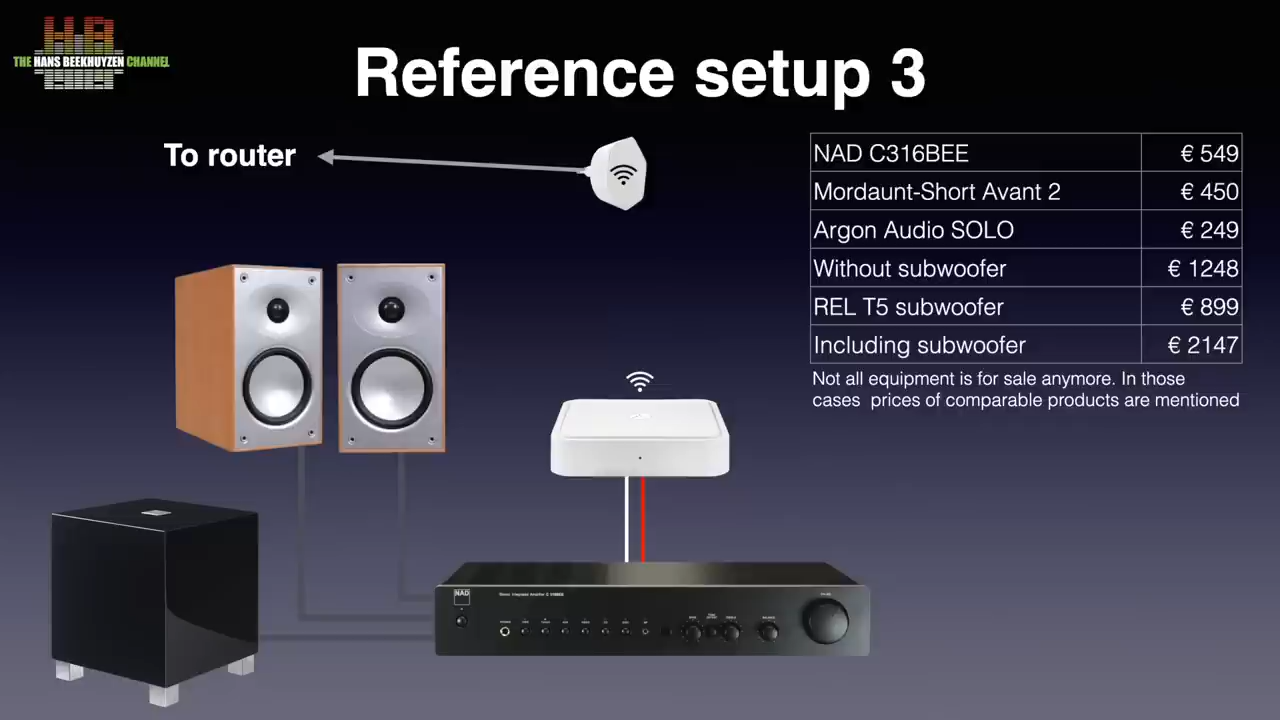 THE HANS BEEKHUYZEN CHANNEL
Reference setup 3
To router
NAD C316BEE € 549
Mordaunt-Short Avant 2 € 450
Argon Audio SOLO € 249
Without subwoofer € 1248
REL T5 subwoofer € 899
Including subwoofer € 2147
Not all equipment is for sale anymore. In those
cases prices of comparable products are mentioned
NAD